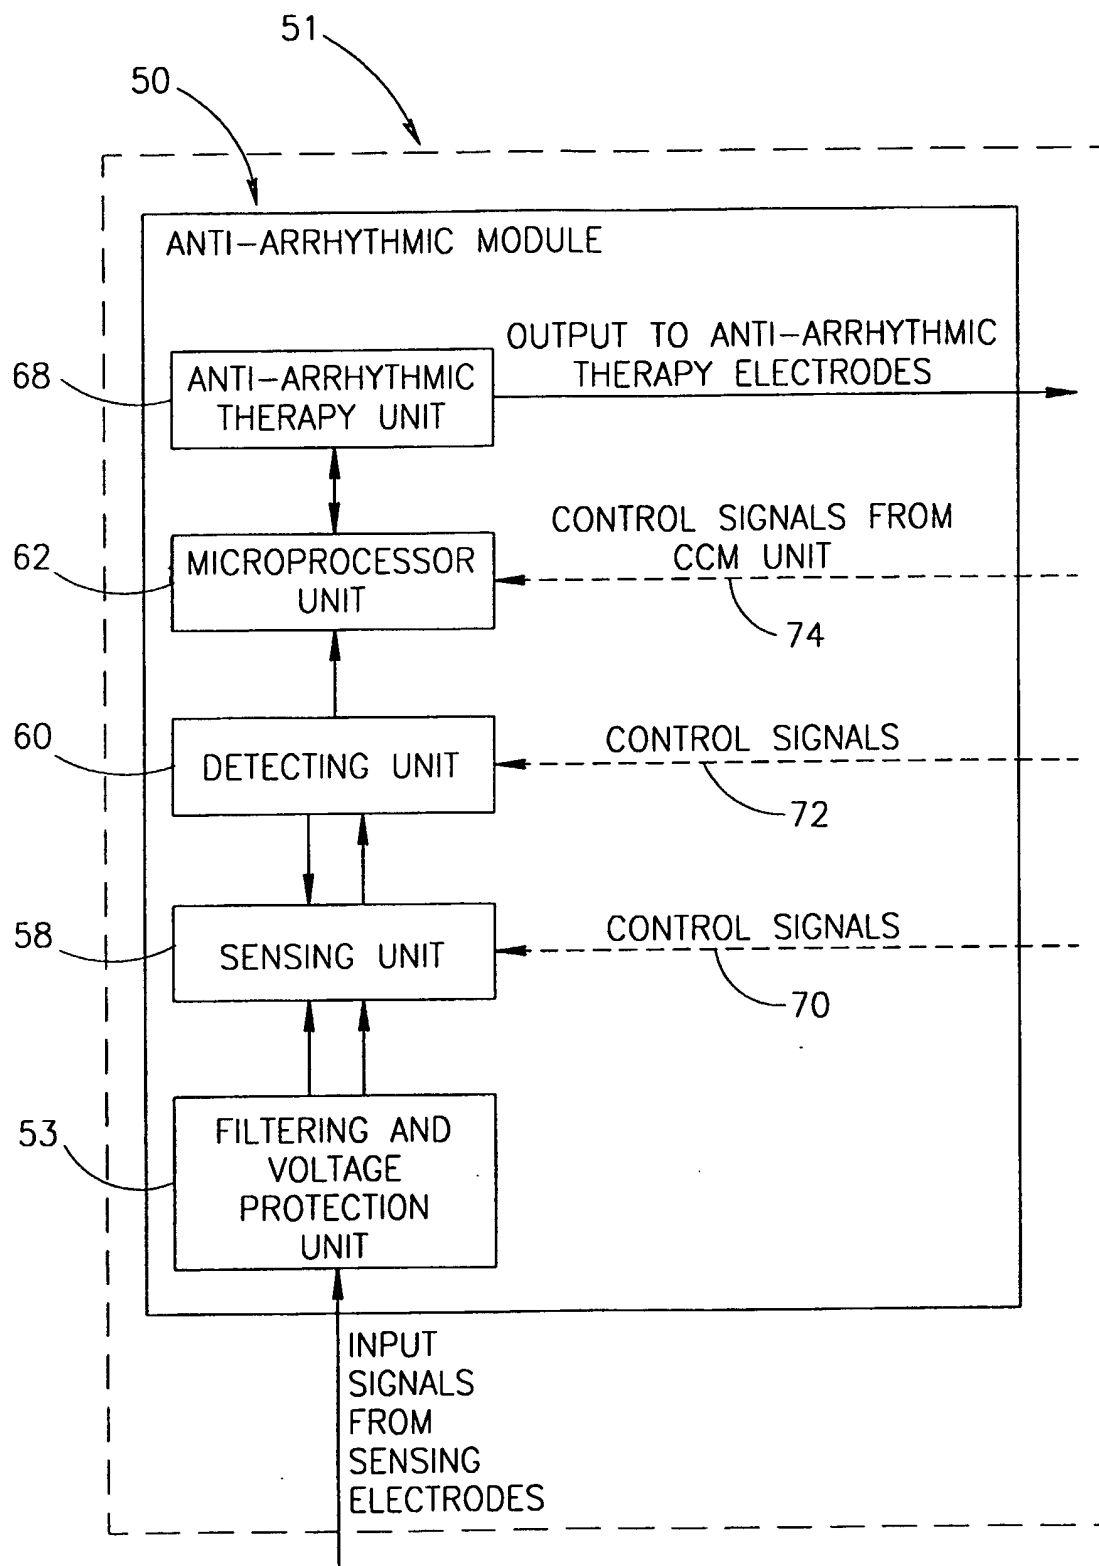 51
50
ANTI-ARRHYTHMIC MODULE
OUTPUT TO ANTI-ARRHYTHMIC
THERAPY ELECTRODES
68
ANTI-ARRHYTHMIC
THERAPY UNIT
CONTROL SIGNALS FROM
CCM UNIT
62
MICROPROCESSOR
UNIT
74
60
DETECTING UNIT
CONTROL SIGNALS
72
58
SENSING UNIT
CONTROL SIGNALS
70
53
FILTERING AND
VOLTAGE
PROTECTION
UNIT
INPUT
SIGNALS
FROM
SENSING
ELECTRODES